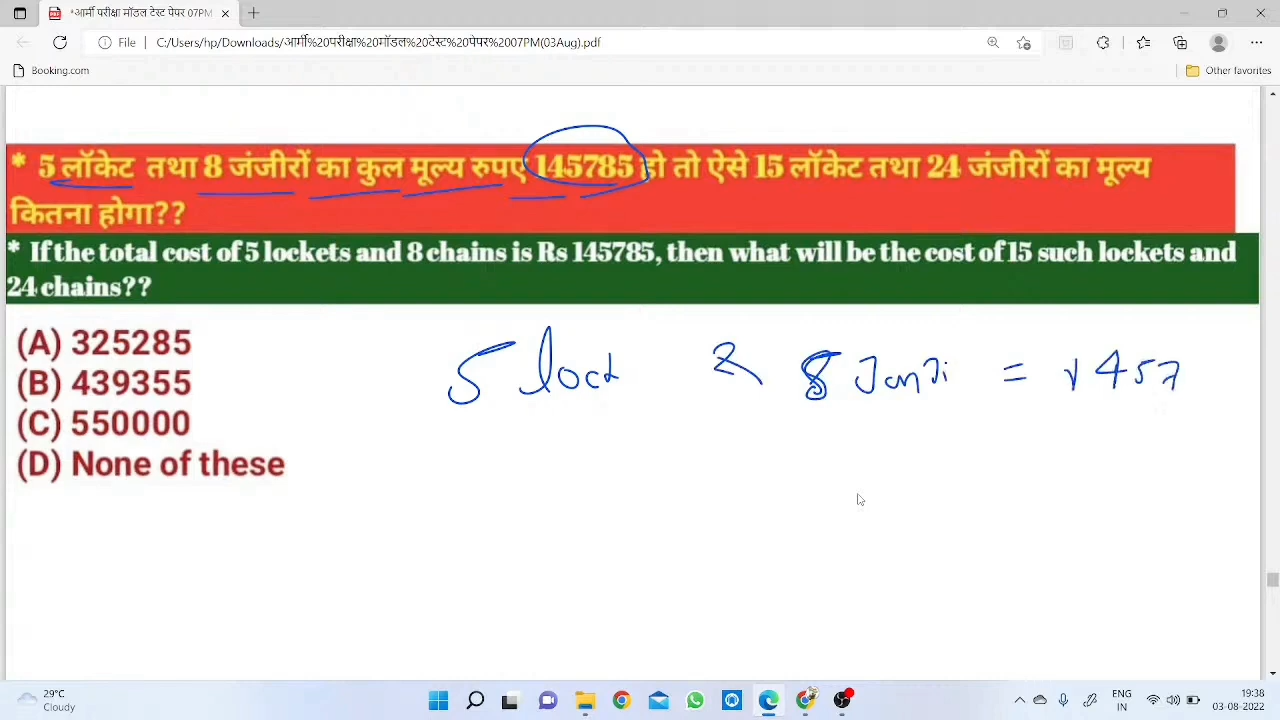 *आर्मी परीक्षा मॉडल टेस्ट पेपर 07PM
File C:/Users/hp/Downloads/आर्मी%20परीक्षा%20मॉडल%20टेस्ट%20पेपर%2007PM(03Aug).pdf
Booking.com Other favorites
* 5 लॉकेट तथा 8 जंजीरों का कुल मूल्य रुपए 145785 हो तो ऐसे 15 लॉकेट तथा 24 जंजीरों का मूल्य
कितना होगा??
* If the total cost of 5 lockets and 8 chains is Rs 145785, then what will be the cost of 15 such lockets and
24 chains??
(A) 325285
(B) 439355
(C) 550000
(D) None of these
5 8 = 1457
29°C
Cloudy
ENG
IN
19:38
03-08-2022